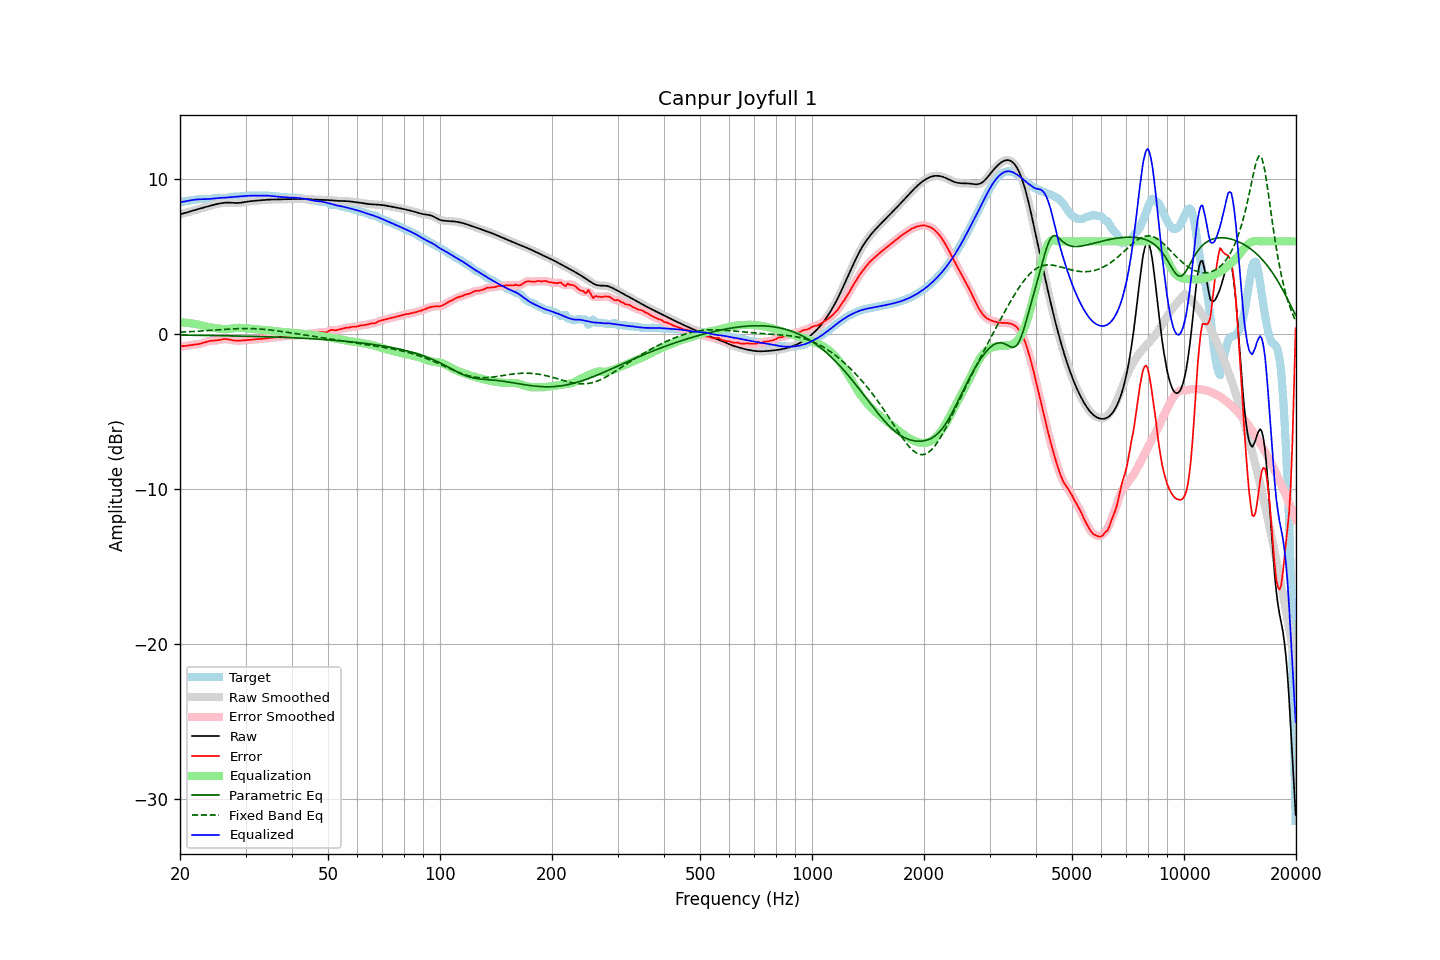 Canpur Joyfull 1
Amplitude (dBr)
10
0
−10
−20
−30
Target
Raw Smoothed
Error Smoothed
Raw
Error
Equalization
Parametric Eq
Fixed Band Eq
Equalized
20 50 100 200 500 1000 2000 5000 10000 20000
Frequency (Hz)